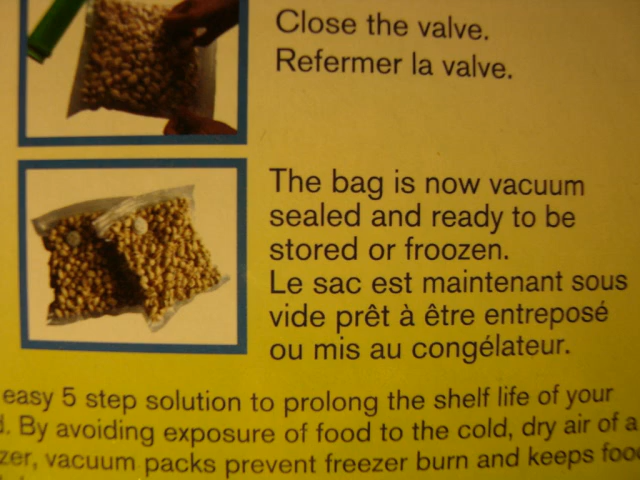 Close the valve.
Refermer la valve.
The bag is now vacuum
sealed and ready to be
stored or froozen.
Le sac est maintenant sous
vide prêt à être entreposé
ou mis au congélateur.
easy 5 step solution to prolong the shelf life of your
By avoiding exposure of food to the cold, dry air of a
vacuum packs prevent freezer burn and keeps